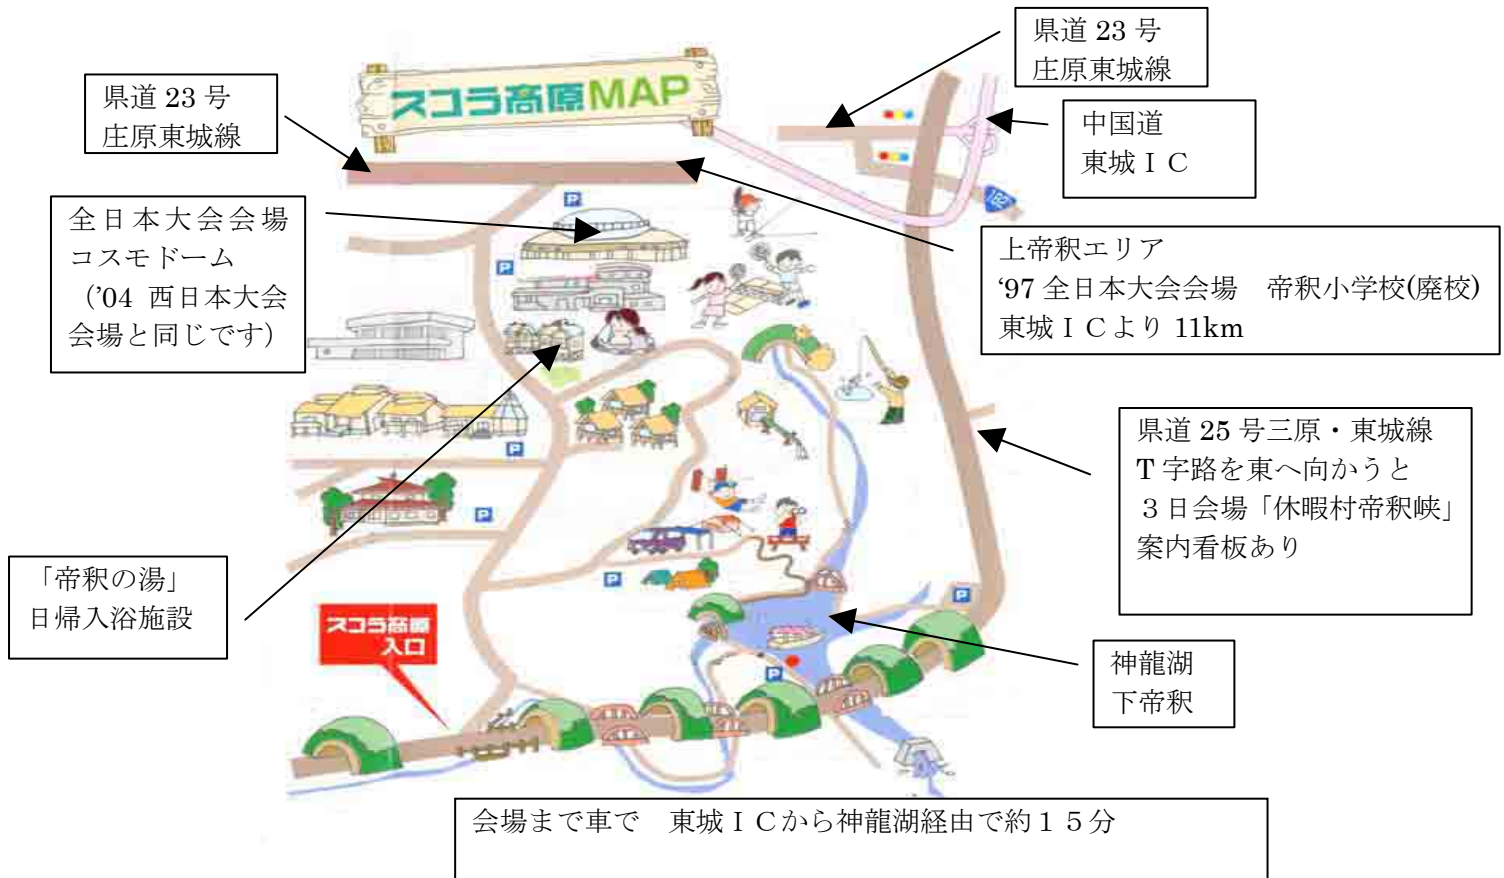 県道 23 号
庄原東城線
スコラ高原MAP
県道 23 号
庄原東城線
中国道
東城ＩＣ
182
全日本大会会場
コスモドーム
（’04 西日本大会
会場と同じです）
上帝釈エリア
‘97 全日本大会会場　帝釈小学校(廃校)
東城ＩＣより 11km
県道 25 号三原・東城線
T 字路を東へ向かうと
３日会場「休暇村帝釈峡」
案内看板あり
「帝釈の湯」
日帰入浴施設
スコラ高原
入口
神龍湖
下帝釈
P
P
P
P
P
P
P
会場まで車で　東城ＩＣから神龍湖経由で約１５分